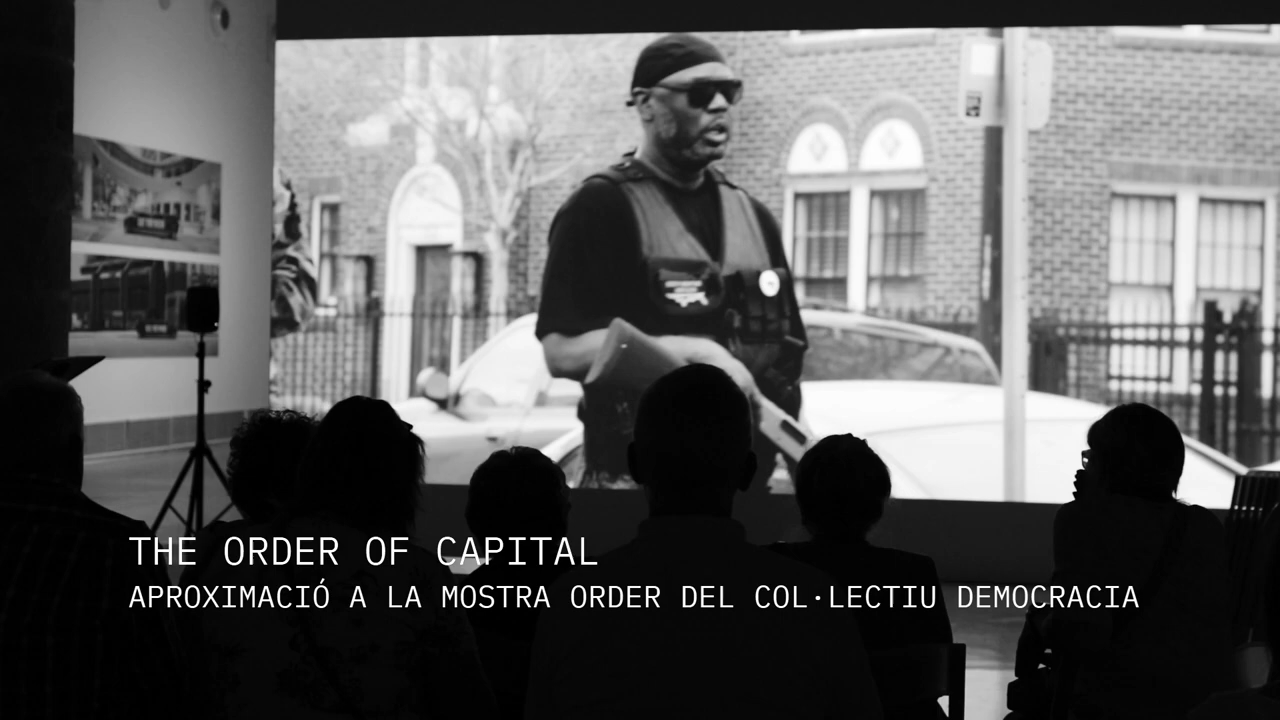 THE ORDER OF CAPITAL
APROXIMACIÓ A LA MOSTRA ORDER DEL COL·LECTIU DEMOCRACIA